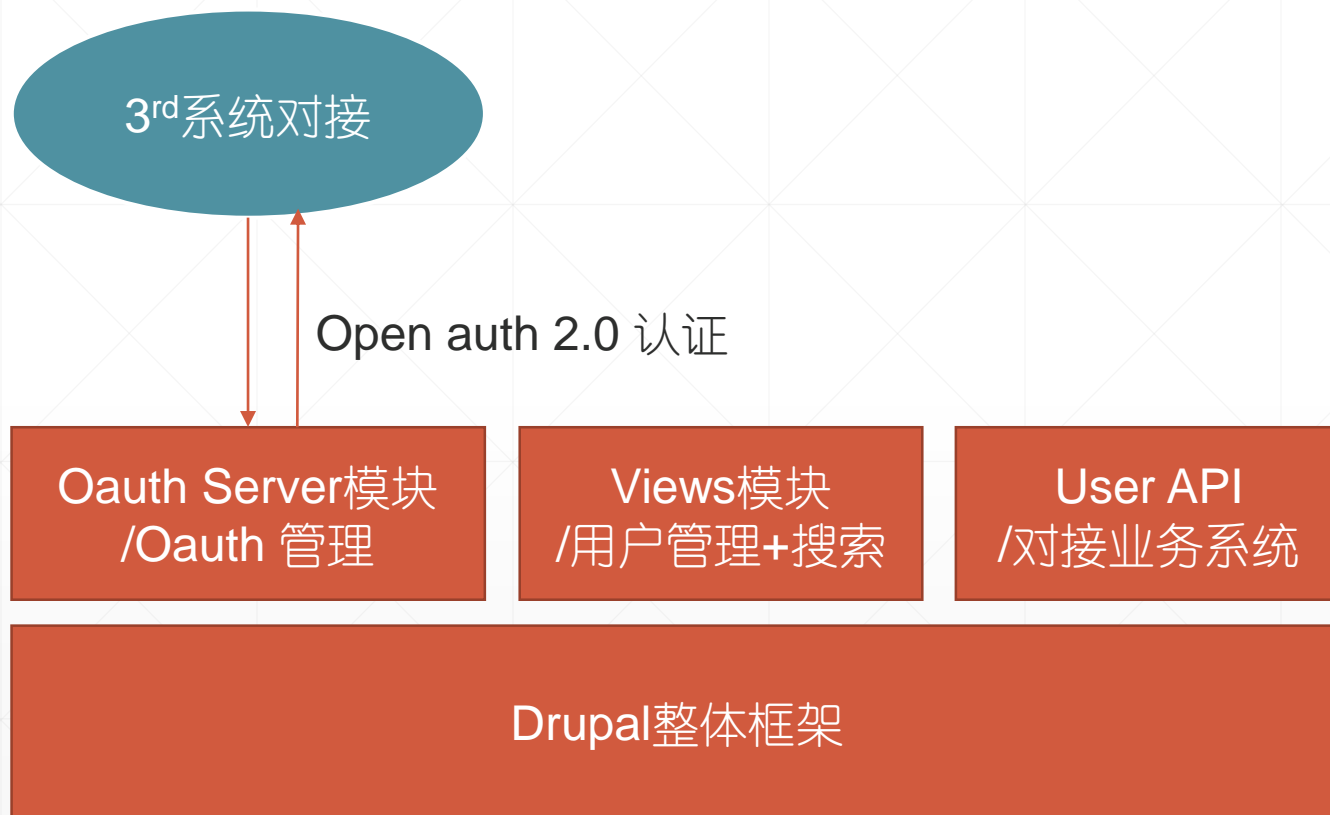 3rd系统对接
Open auth 2.0 认证
Oauth Server模块
/Oauth 管理
Views模块
/用户管理+搜索
User API
/对接业务系统
Drupal整体框架